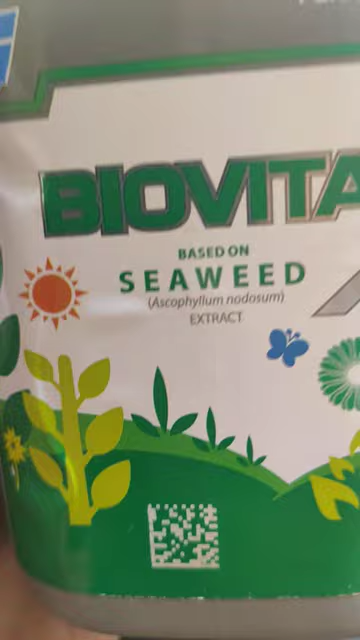 BIOVITA
BASED ON
SEAWEED
(Ascophyllum nodosum)
EXTRACT